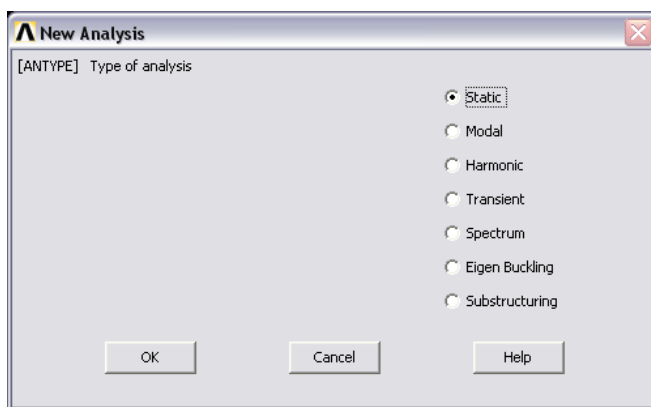 New Analysis
[ANTYPE] Type of analysis
Static
Modal
Harmonic
Transient
Spectrum
Eigen Buckling
Substructuring
OK Cancel Help